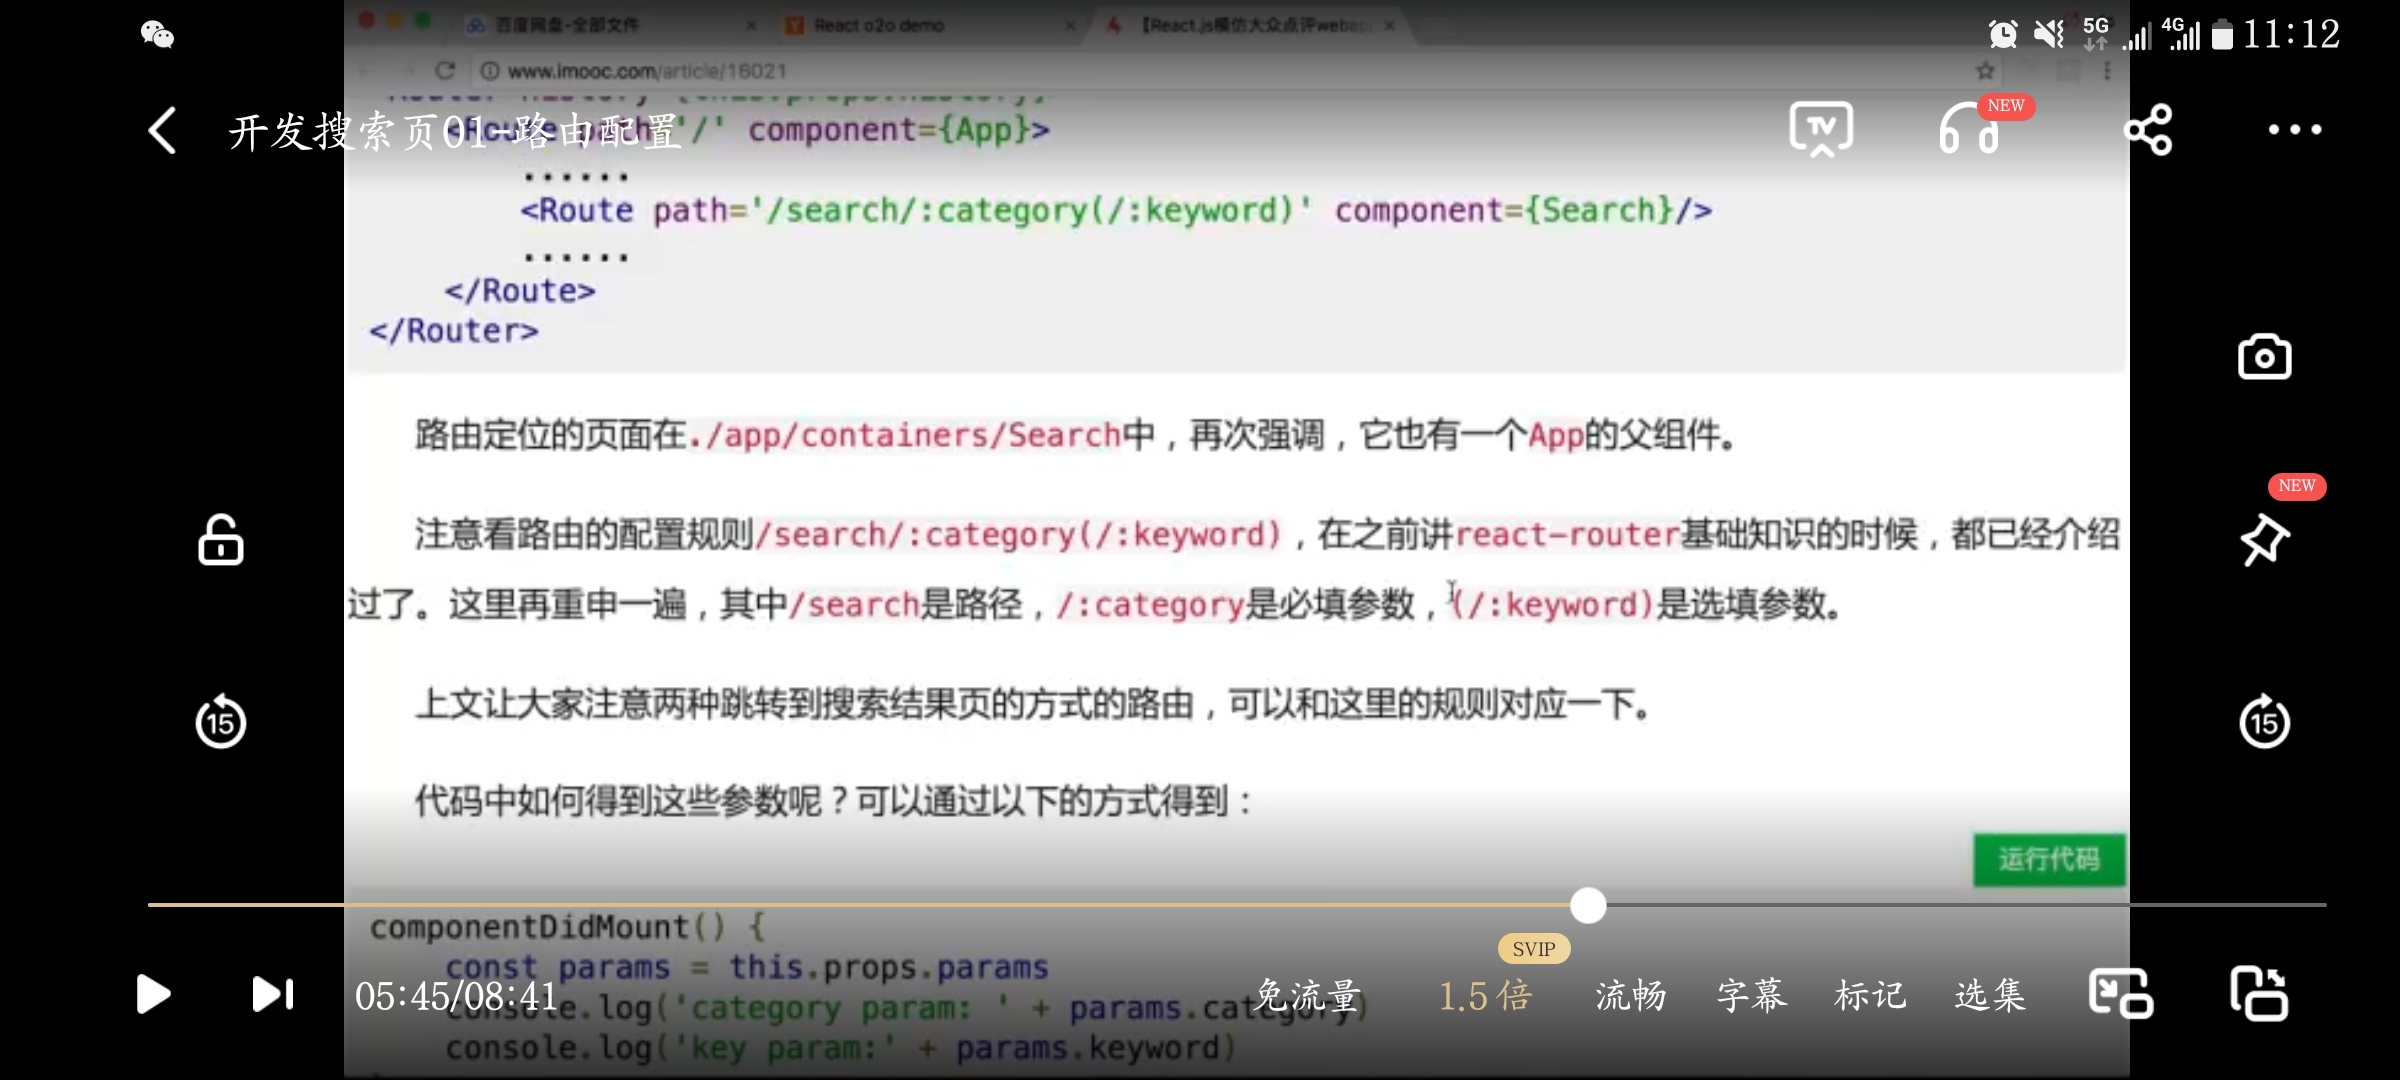 百度网盘-全部文件
React o2o demo
【React.js模仿大众点评webapp
5G
4G
11:12
www.imooc.com/article/16021
开发搜索页01-路由配置
NEW
<Route path='/' component={App}>
......
<Route path='/search/:category(/:keyword)' component={Search}/>
......
</Route>
</Router>
路由定位的页面在./app/containers/Search中，再次强调，它也有一个App的父组件。
NEW
注意看路由的配置规则/search/:category(/:keyword)，在之前讲react-router基础知识的时候，都已经介绍
过了。这里再重申一遍，其中/search是路径，/:category是必填参数，(/:keyword)是选填参数。
上文让大家注意两种跳转到搜索结果页的方式的路由，可以和这里的规则对应一下。
15
15
代码中如何得到这些参数呢？可以通过以下的方式得到：
运行代码
componentDidMount() {
const params = this.props.params
console.log('category param: ' + params.category)
console.log('key param:' + params.keyword)
SVIP
05:45/08:41
免流量
1.5倍
流畅
字幕
标记
选集